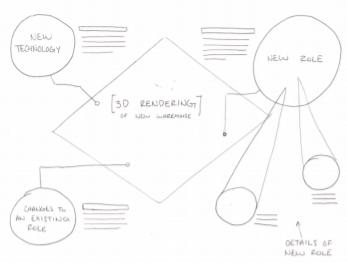 NEW
TECHNOLOGY
NEW ROLE
[3D RENDERING]
OF NEW WAREHOUSE
CHANGES TO
AN EXISTING
ROLE
DETAILS OF
NEW ROLE